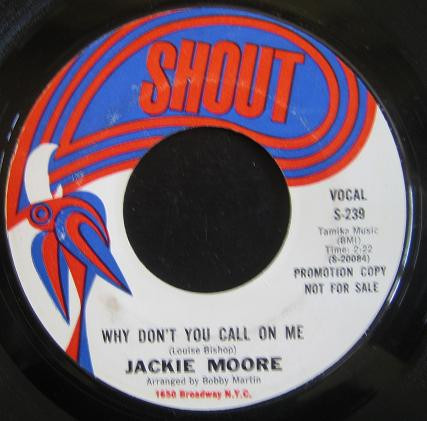 SHOUT
VOCAL
S-239
Tamike Music
(BMI)
Time: 2:22
(S-20084)
PROMOTION COPY
NOT FOR SALE
WHY DON'T YOU CALL ON ME
(Louise Bishop)
JACKIE MOORE
Arranged by Bobby Martin
1650 Broadway N.Y.C.